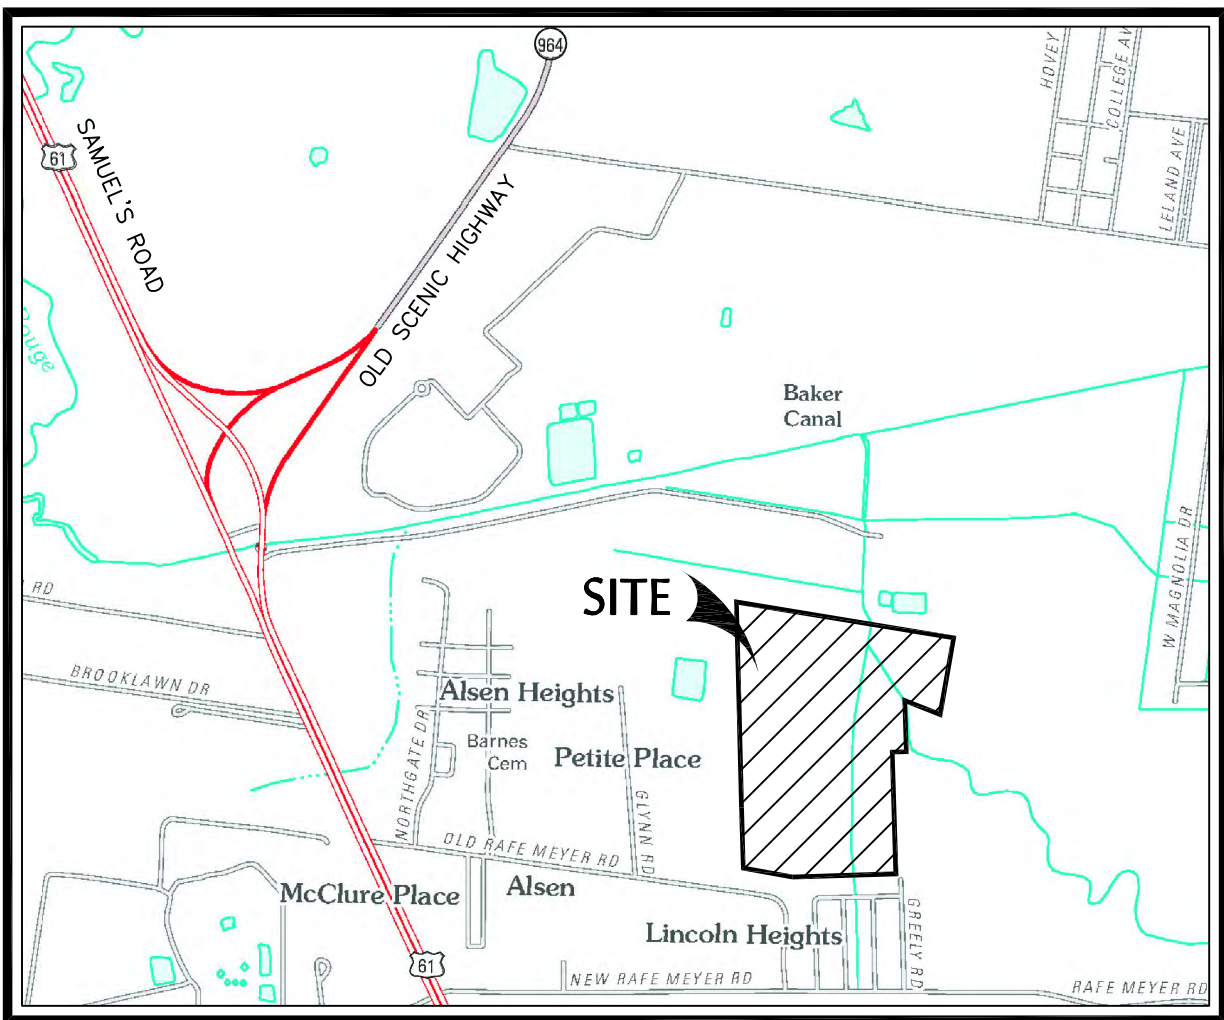 964
HOVEY
COLLEGE AV
LELAND AVE
61
SAMUEL'S ROAD
OLD SCENIC HIGHWAY
ouge
Baker
Canal
W MAGNOLIA DR
SITE
RD
BROOKLAWN DR
Alsen Heights
NORTHGATE DR
Barnes
Cem
Petite Place
GLYNN RD
OLD RAFE MEYER RD
McClure Place
Alsen
Lincoln Heights
GREELY RD
61
NEW RAFE MEYER RD
RAFE MEYER RD